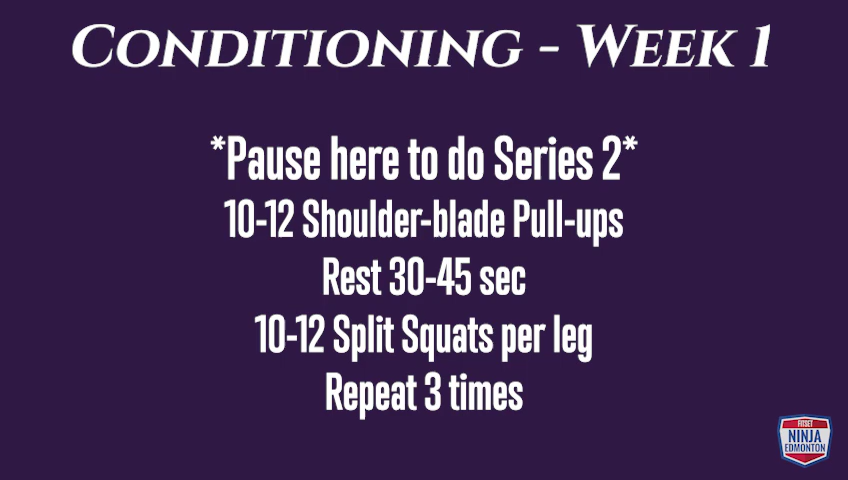 CONDITIONING - WEEK 1
*Pause here to do Series 2*
10-12 Shoulder-blade Pull-ups
Rest 30-45 sec
10-12 Split Squats per leg
Repeat 3 times
FITSET
NINJA
EDMONTON